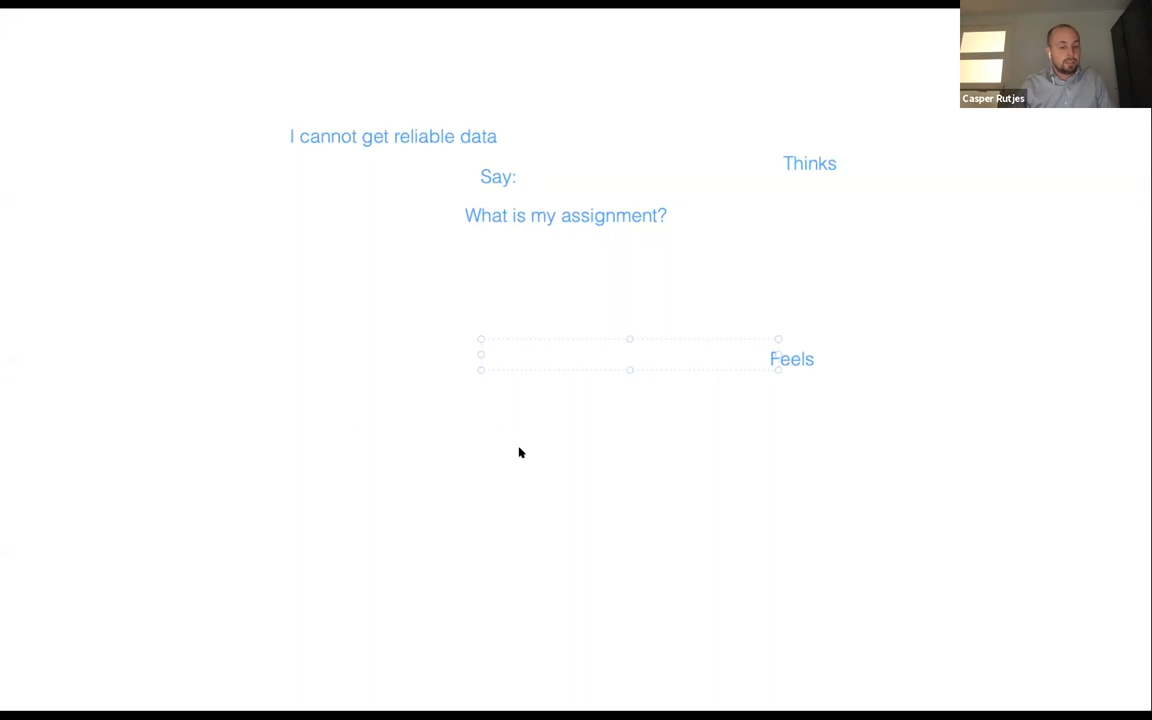 Casper Rutjes
I cannot get reliable data
Thinks
Say:
What is my assignment?
Feels